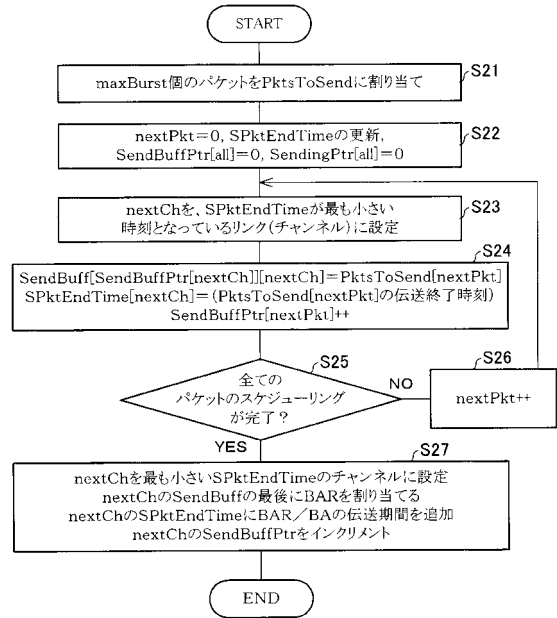 START
S21
maxBurst個のパケットをPktsToSendに割り当て
S22
nextPkt=0, SPktEndTimeの更新,
SendBuffPtr[all]=0, SendingPtr[all]=0
S23
nextChを、SPktEndTimeが最も小さい
時刻となっているリンク(チャンネル)に設定
S24
SendBuff[SendBuffPtr[nextCh]][nextCh]=PktsToSend[nextPkt]
SPktEndTime[nextCh]=(PktsToSend[nextPkt]の伝送終了時刻)
SendBuffPtr[nextPkt]++
S25
全ての
パケットのスケジューリング
が完了?
NO
S26
nextPkt++
YES
S27
nextChを最も小さいSPktEndTimeのチャンネルに設定
nextChのSendBuffの最後にBARを割り当てる
nextChのSPktEndTimeにBAR/BAの伝送期間を追加
nextChのSendBuffPtrをインクリメント
END